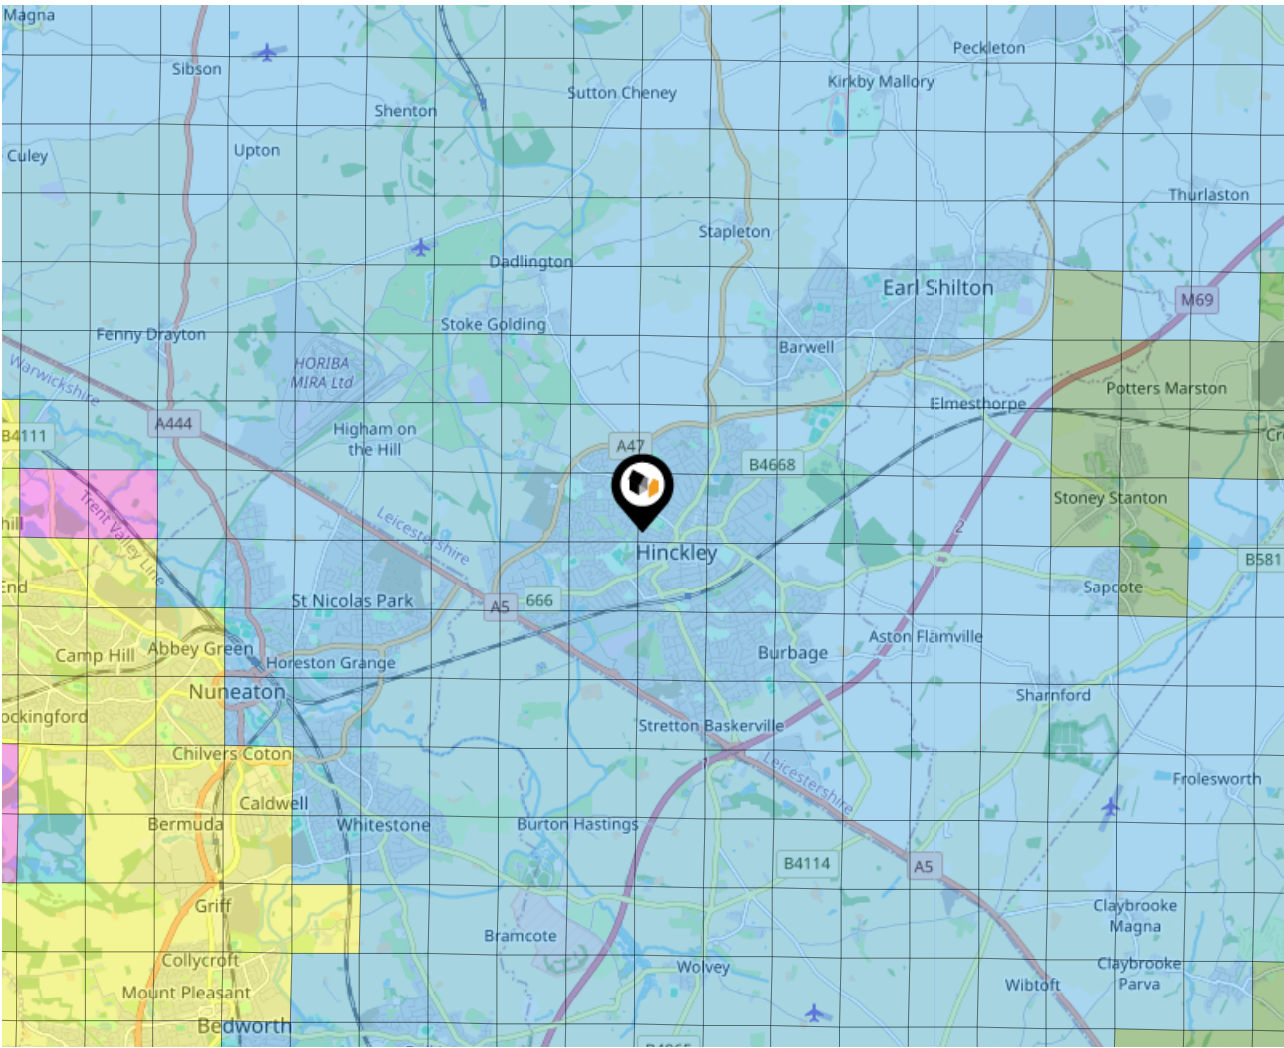 Magna
Peckleton
Sibson
Kirkby Mallory
Sutton Cheney
Shenton
Culey
Upton
Thurlaston
Stapleton
Dadlington
Earl Shilton
M69
Stoke Golding
Fenny Drayton
Barwell
HORIBA
MIRA Ltd
Warwickshire
Potters Marston
Elmesthorpe
A444
B4111
Higham on
the Hill
A47
B4668
Stoney Stanton
Trent Valley Line
Leicestershire
2
Hinckley
B581
End
Sapcote
St Nicolas Park
A5
666
Aston Flamville
Camp Hill
Abbey Green
Horeston Grange
Burbage
Nuneaton
Sharnford
ockingford
Stretton Baskerville
Chilvers Coton
1
Leicestershire
Frolesworth
Caldwell
Bermuda
Whitestone
Burton Hastings
B4114
A5
Griff
Claybrooke
Magna
Bramcote
Collycroft
Wolvey
Claybrooke
Parva
Mount Pleasant
Wibtoft
Bedworth